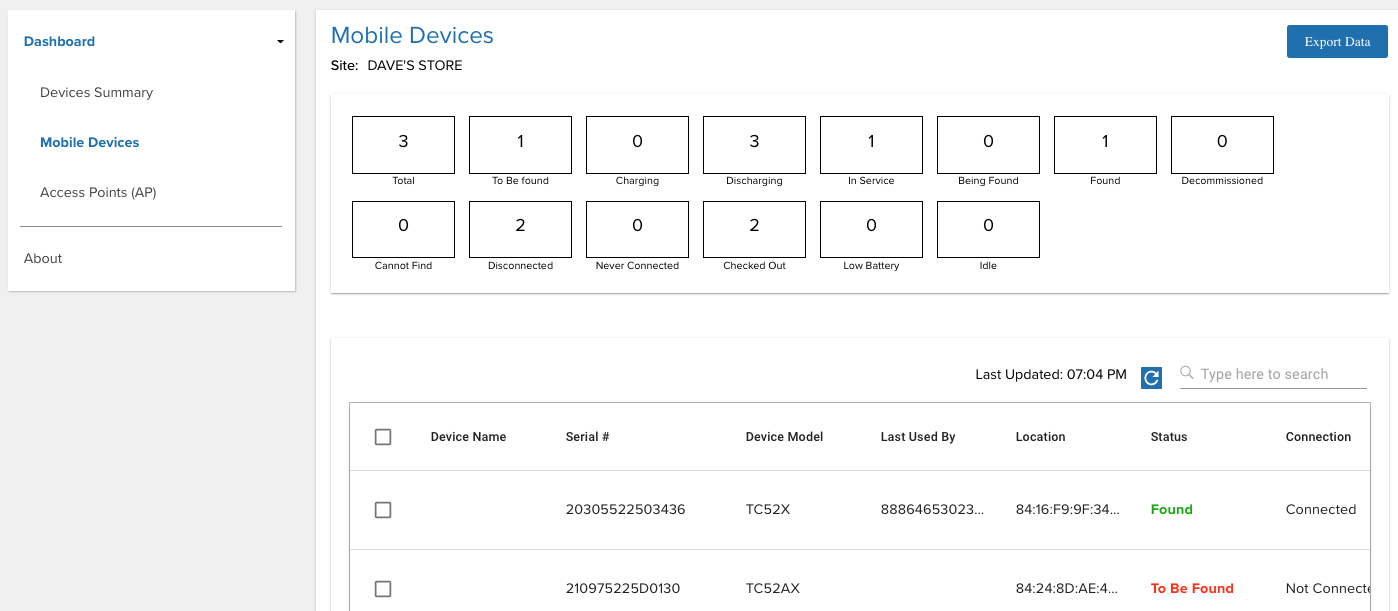 Dashboard
Devices Summary
Mobile Devices
Access Points (AP)
About
Mobile Devices
Export Data
Site: DAVE'S STORE
3 1 0 3 1 0 1 0
Total To Be found Charging Discharging In Service Being Found Found Decommissioned
0 2 0 2 0 0
Cannot Find Disconnected Never Connected Checked Out Low Battery Idle
Last Updated: 07:04 PM Type here to search
Device Name Serial # Device Model Last Used By Location Status Connection
20305522503436 TC52X 88864653023... 84:16:F9:9F:34... Found Connected
210975225D0130 TC52AX 84:24:8D:AE:4... To Be Found Not Connecte